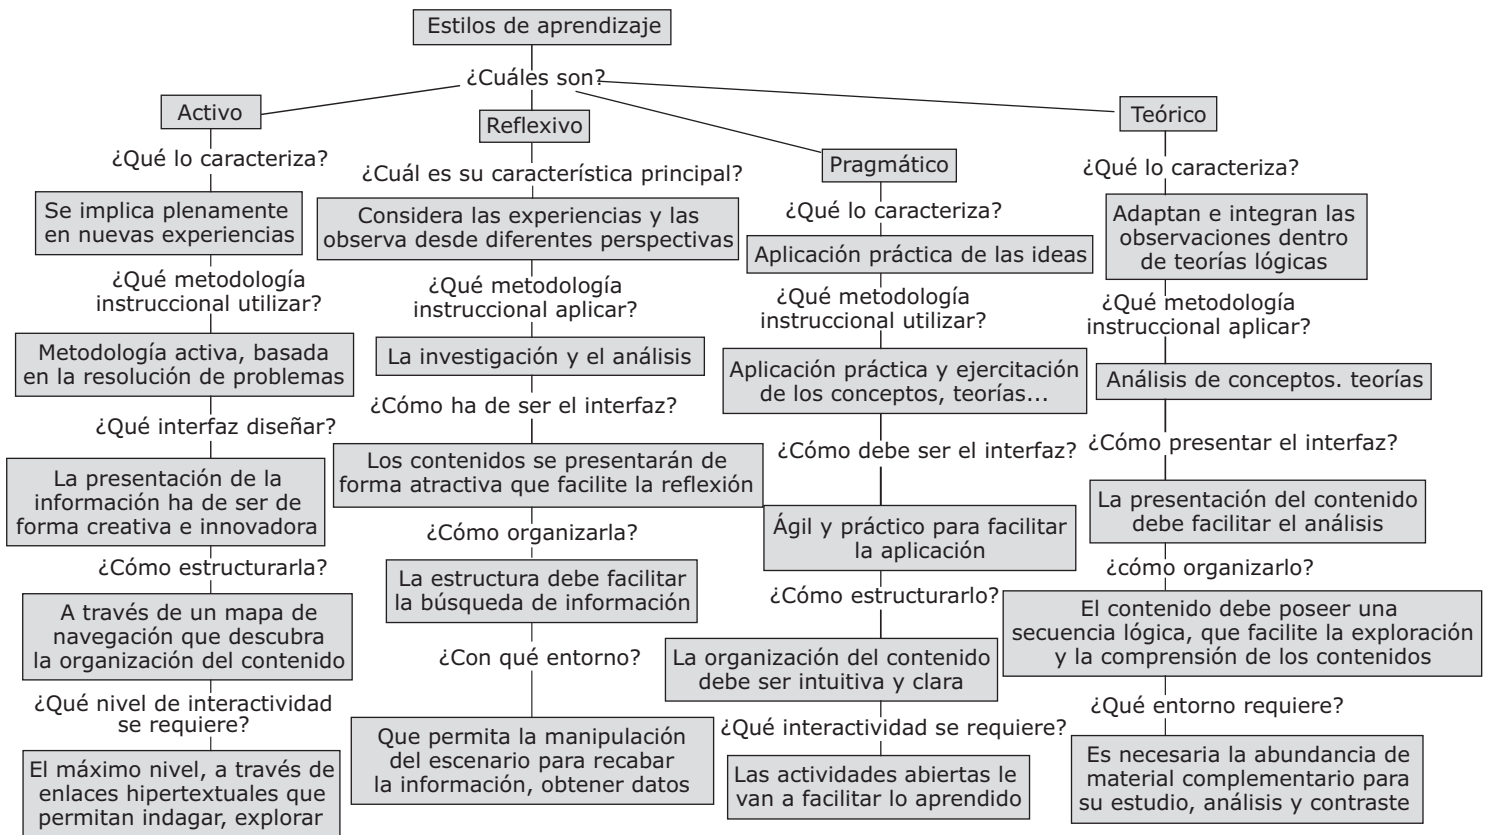 Estilos de aprendizaje
¿Cuáles son?
Activo
¿Qué lo caracteriza?
Se implica plenamente
en nuevas experiencias
¿Qué metodología
instruccional utilizar?
Metodología activa, basada
en la resolución de problemas
¿Qué interfaz diseñar?
La presentación de la
información ha de ser de
forma creativa e innovadora
¿Cómo estructurarla?
A través de un mapa de
navegación que descubra
la organización del contenido
¿Qué nivel de interactividad
se requiere?
El máximo nivel, a través de
enlaces hipertextuales que
permitan indagar, explorar
Reflexivo
¿Cuál es su característica principal?
Considera las experiencias y las
observa desde diferentes perspectivas
¿Qué metodología
instruccional aplicar?
La investigación y el análisis
¿Cómo ha de ser el interfaz?
Los contenidos se presentarán de
forma atractiva que facilite la reflexión
¿Cómo organizarla?
La estructura debe facilitar
la búsqueda de información
¿Con qué entorno?
Que permita la manipulación
del escenario para recabar
la información, obtener datos
Pragmático
¿Qué lo caracteriza?
Aplicación práctica de las ideas
¿Qué metodología
instruccional utilizar?
Aplicación práctica y ejercitación
de los conceptos, teorías...
¿Cómo debe ser el interfaz?
Ágil y práctico para facilitar
la aplicación
¿Cómo estructurarlo?
La organización del contenido
debe ser intuitiva y clara
¿Qué interactividad se requiere?
Las actividades abiertas le
van a facilitar lo aprendido
Teórico
¿Qué lo caracteriza?
Adaptan e integran las
observaciones dentro
de teorías lógicas
¿Qué metodología
instruccional aplicar?
Análisis de conceptos. teorías
¿Cómo presentar el interfaz?
La presentación del contenido
debe facilitar el análisis
¿cómo organizarlo?
El contenido debe poseer una
secuencia lógica, que facilite la exploración
y la comprensión de los contenidos
¿Qué entorno requiere?
Es necesaria la abundancia de
material complementario para
su estudio, análisis y contraste